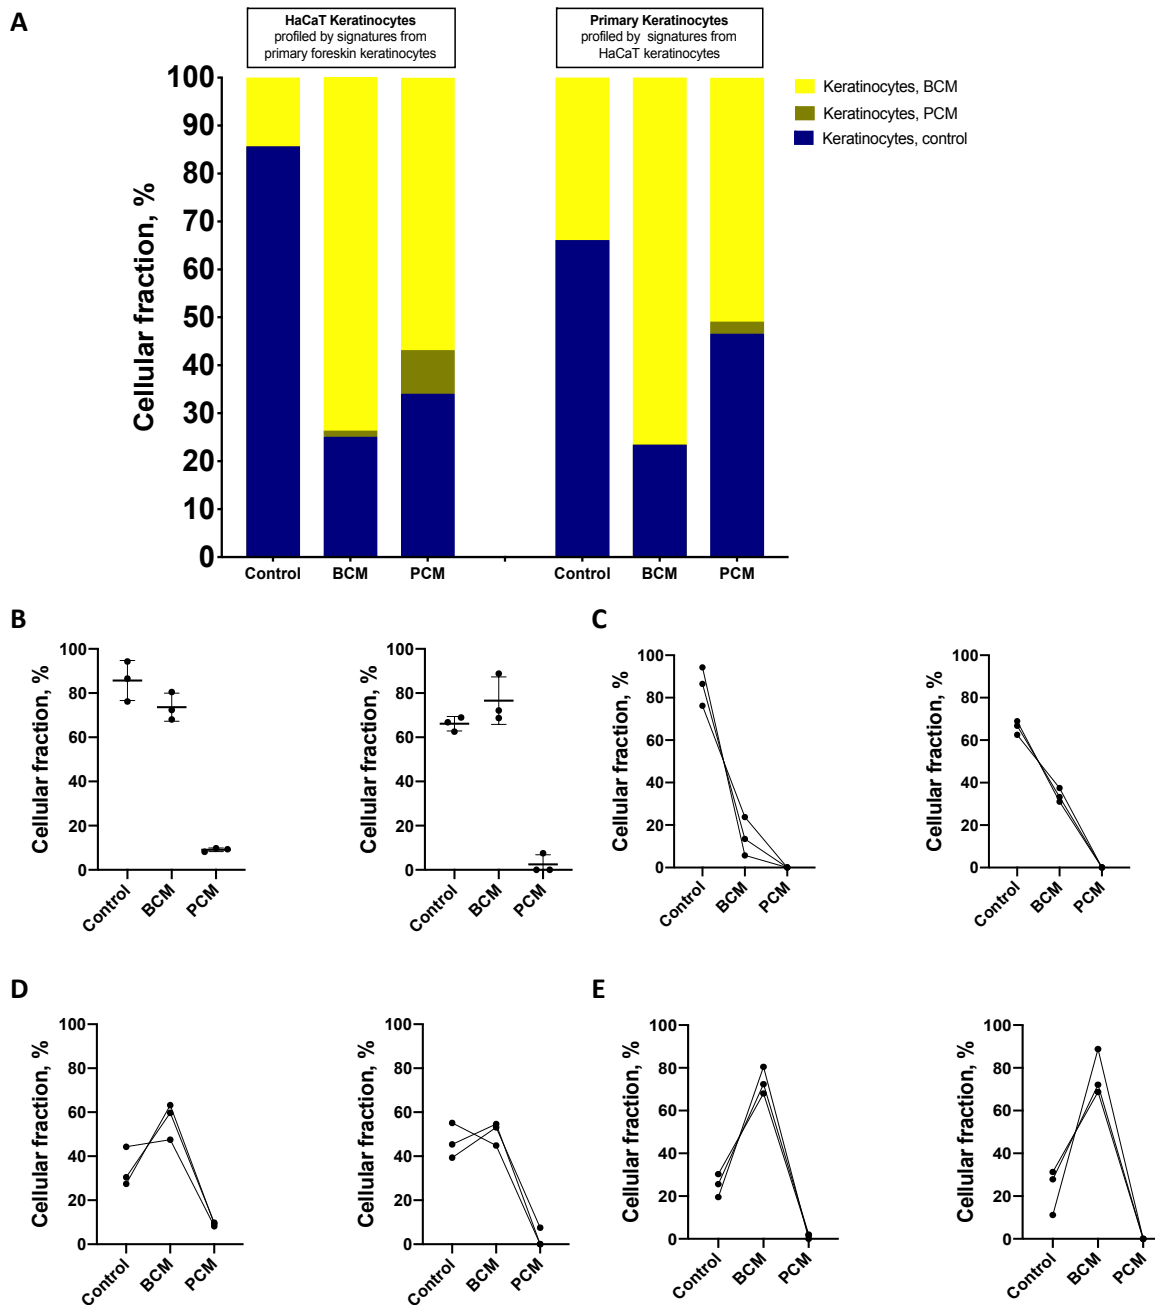 A
HaCaT Keratinocytes
profiled by signatures from
primary foreskin keratinocytes
Primary Keratinocytes
profiled by signatures from
HaCaT keratinocytes
Keratinocytes, BCM
Keratinocytes, PCM
Keratinocytes, control
Cellular fraction, %
100
90
80
70
60
50
40
30
20
10
0
Control
BCM
PCM
Control
BCM
PCM
B
Cellular fraction, %
100
80
60
40
20
0
Control
BCM
PCM
Cellular fraction, %
100
80
60
40
20
0
Control
BCM
PCM
C
Cellular fraction, %
100
80
60
40
20
0
Control
BCM
PCM
Cellular fraction, %
100
80
60
40
20
0
Control
BCM
PCM
D
Cellular fraction, %
100
80
60
40
20
0
Control
BCM
PCM
Cellular fraction, %
100
80
60
40
20
0
Control
BCM
PCM
E
Cellular fraction, %
100
80
60
40
20
0
Control
BCM
PCM
Cellular fraction, %
100
80
60
40
20
0
Control
BCM
PCM